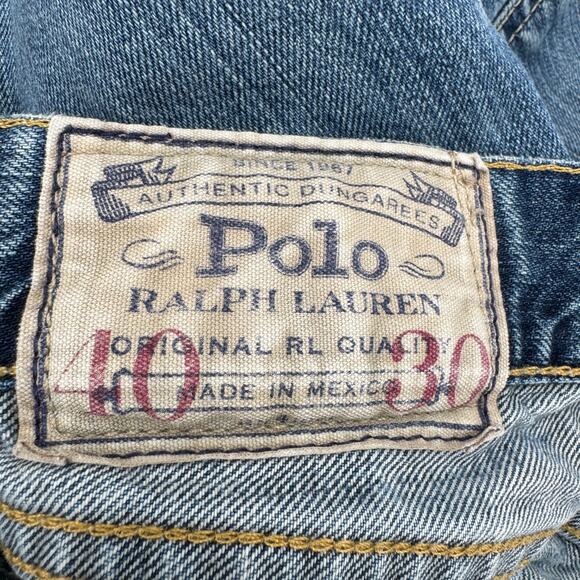 SINCE 1967
AUTHENTIC DUNGAREES
Polo
RALPH LAUREN
ORIGINAL RL QUALITY
40 30
MADE IN MEXICO